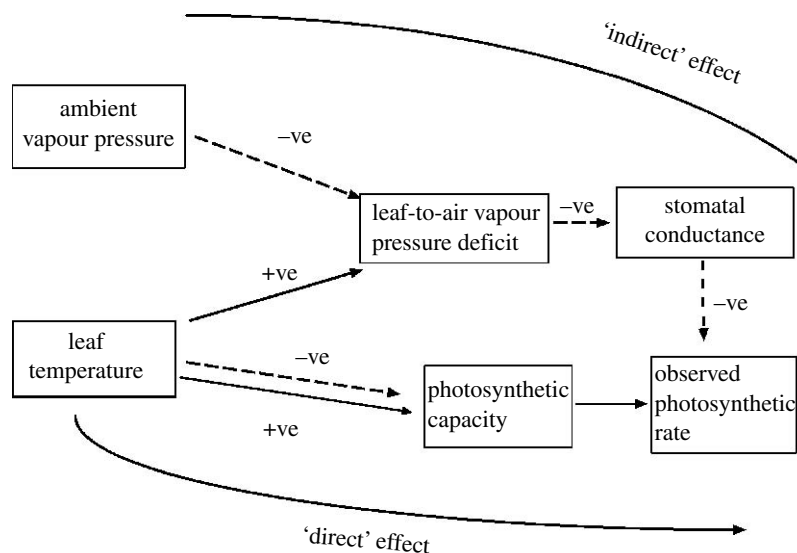 'indirect' effect
ambient
vapour pressure
–ve
leaf-to-air vapour
pressure deficit
–ve
stomatal
conductance
+ve
–ve
leaf
temperature
–ve
photosynthetic
capacity
observed
photosynthetic
rate
+ve
'direct' effect